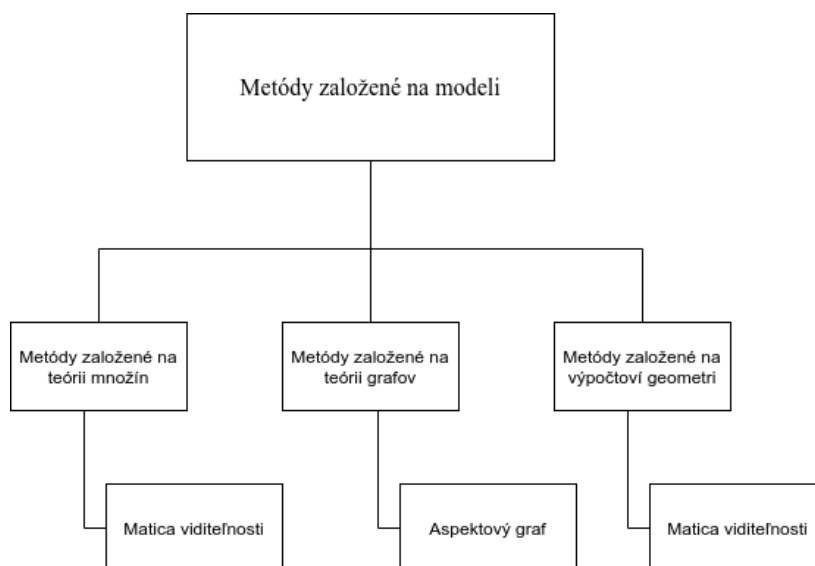 Metódy založené na modeli
Metódy založené na
teórii množín
Metódy založené na
teórii grafov
Metódy založené na
výpočtoví geometri
Matica viditeľnosti
Aspektový graf
Matica viditeľnosti